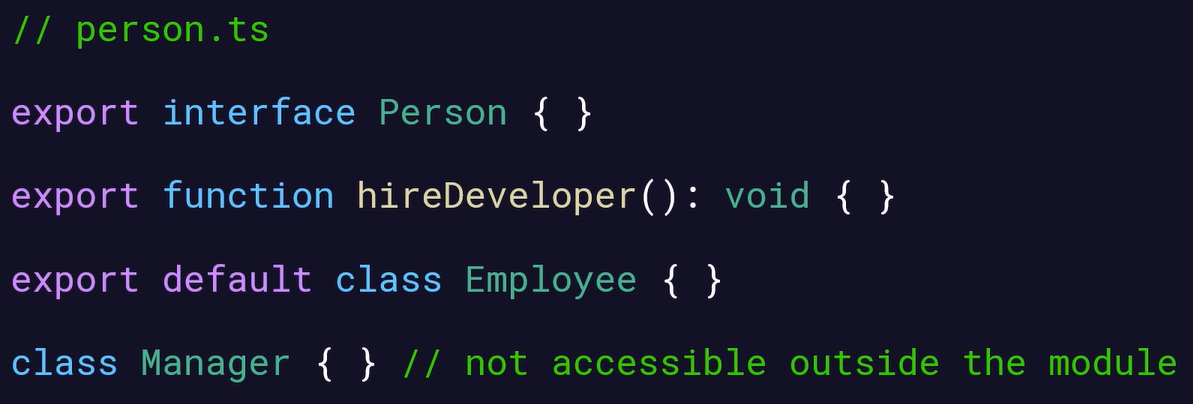 // person.ts
export interface Person { }
export function hireDeveloper(): void { }
export default class Employee { }
class Manager { } // not accessible outside the module